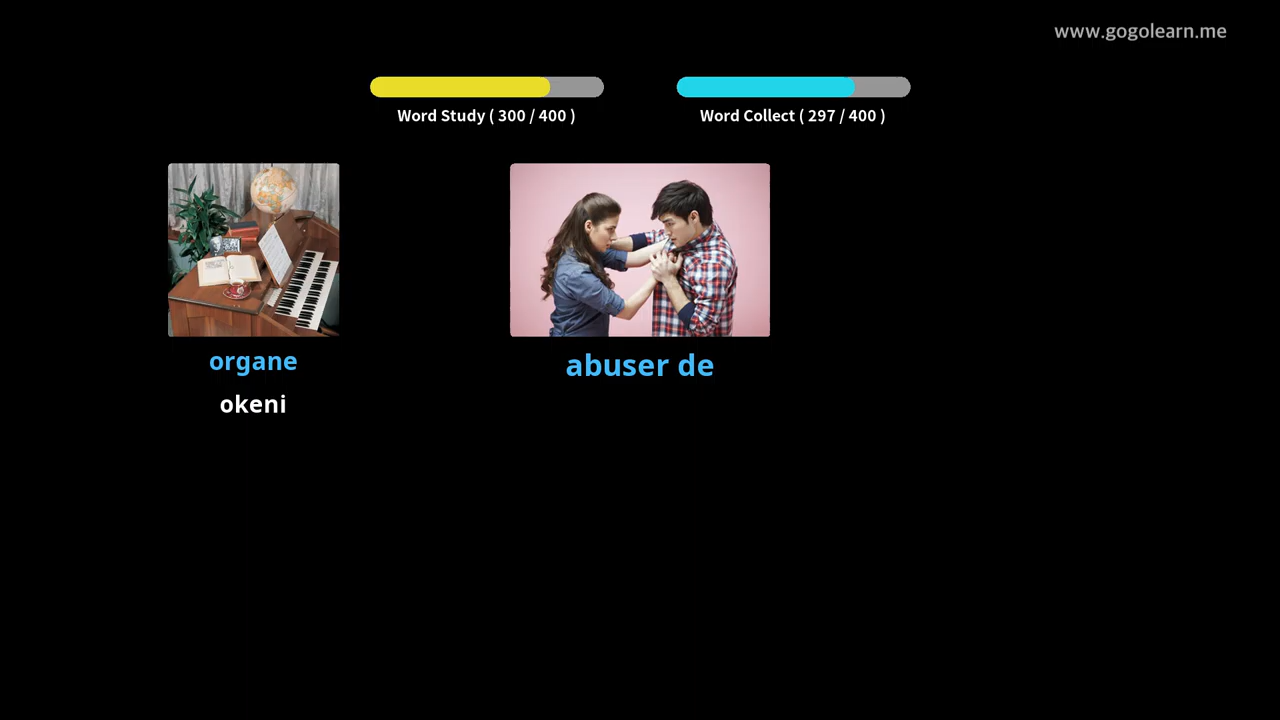 www.gogolearn.me
Word Study ( 300 / 400 )
Word Collect ( 297 / 400 )
organe
okeni
abuser de